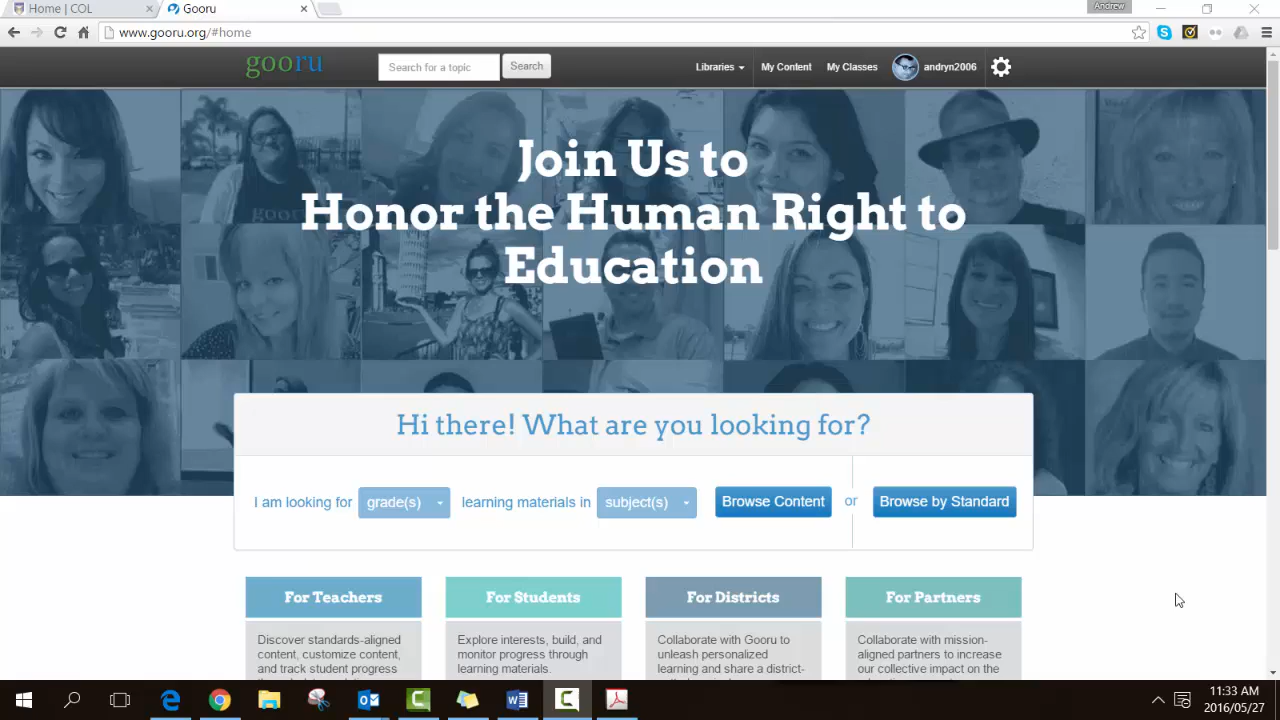 Home | COL
Gooru
Andrew
www.gooru.org/#home
gooru
Search for a topic
Search
Libraries
My Content
My Classes
andryn2006
Join Us to
Honor the Human Right to
Education
Hi there! What are you looking for?
I am looking for grade(s) learning materials in subject(s) Browse Content or Browse by Standard
For Teachers
Discover standards-aligned
content, customize content,
and track student progress
For Students
Explore interests, build, and
monitor progress through
learning materials.
For Districts
Collaborate with Gooru to
unleash personalized
learning and share a district-
For Partners
Collaborate with mission-
aligned partners to increase
our collective impact on the
11:33 AM
2016/05/27